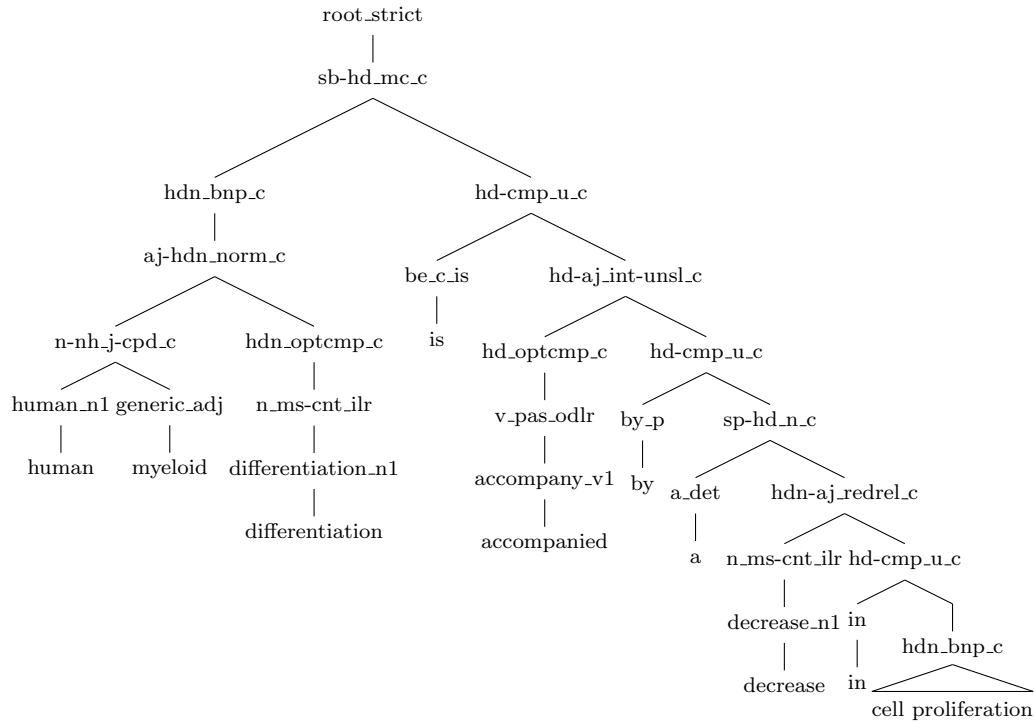 root_strict
sb-hd_mc_c
hdn_bnp_c hd-cmp_u_c
aj-hdn_norm_c
be_c_is hd-aj_int-unsl_c
n-nh_j-cpd_c hdn_optcmp_c is hd_optcmp_c hd-cmp_u_c
human_n1 generic_adj n_ms-cnt_ilr v_pas_odlr by_p sp-hd_n_c
human myeloid differentiation_n1 accompany_v1 by a_det hdn-aj_redrel_c
differentiation accompanied a n_ms-cnt_ilr hd-cmp_u_c
decrease_n1 in
hdn_bnp_c
decrease in
cell proliferation